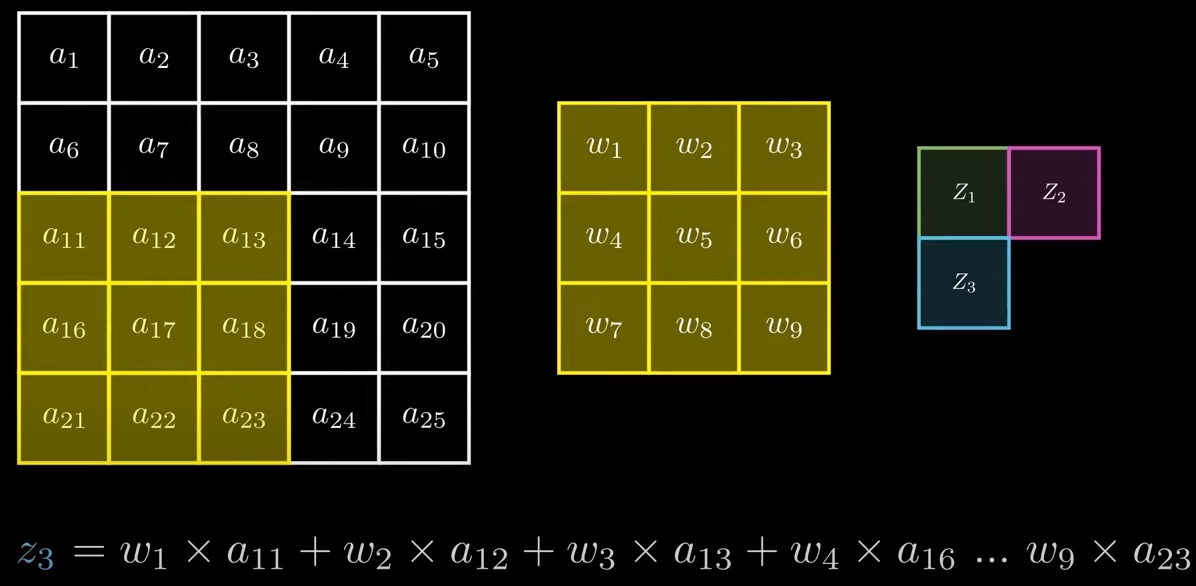 a₁ a₂ a₃ a₄ a₅
a₆ a₇ a₈ a₉ a₁₀
w₁ w₂ w₃
z₁ z₂
a₁₁ a₁₂ a₁₃ a₁₄ a₁₅
w₄ w₅ w₆
z₃
a₁₆ a₁₇ a₁₈ a₁₉ a₂₀
w₇ w₈ w₉
a₂₁ a₂₂ a₂₃ a₂₄ a₂₅
z₃ = w₁ × a₁₁ + w₂ × a₁₂ + w₃ × a₁₃ + w₄ × a₁₆ ... w₉ × a₂₃